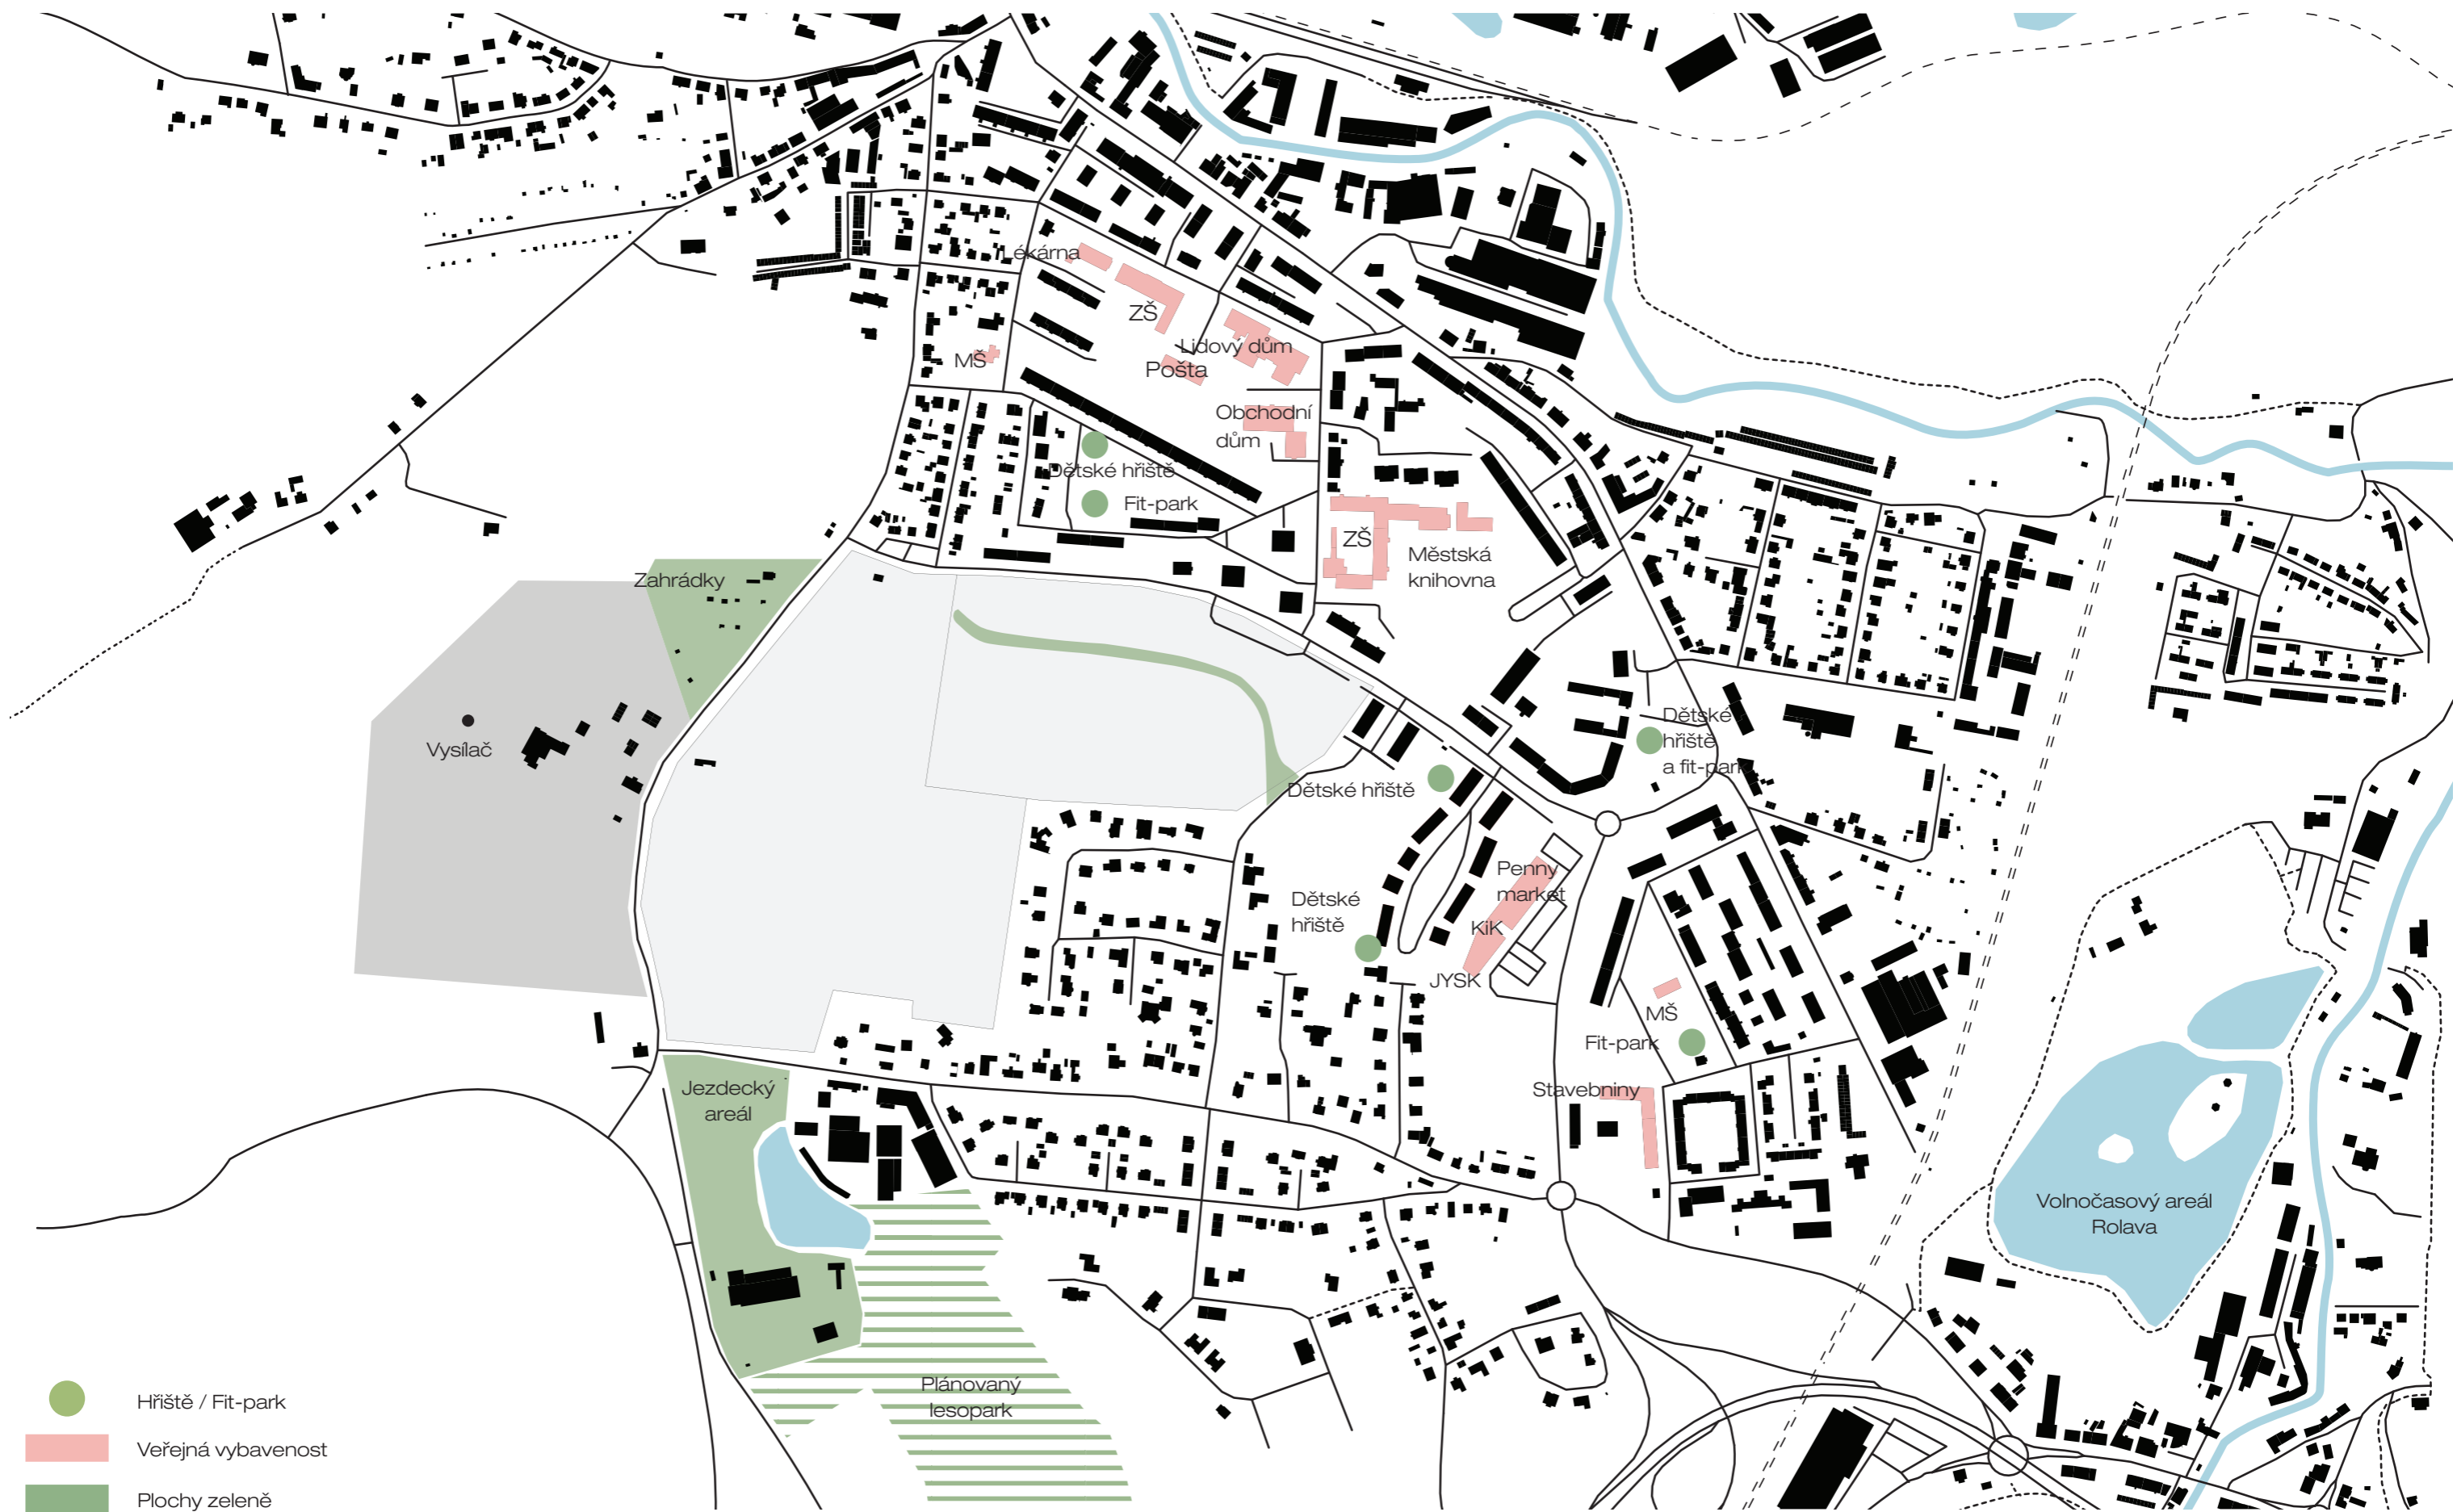 Lékárna
ZŠ
MŠ
Lidový dům
Pošta
Obchodní
dům
Dětské hřiště
Fit-park
ZŠ
Městská
knihovna
Zahrádky
Vysílač
Dětské
hřiště
a fit-park
Dětské hřiště
Penny
market
Dětské
hřiště
KiK
JYSK
MŠ
Fit-park
Stavebniny
Jezdecký
areál
Volnočasový areál
Rolava
Plánovaný
lesopark
Hřiště / Fit-park
Veřejná vybavenost
Plochy zeleně